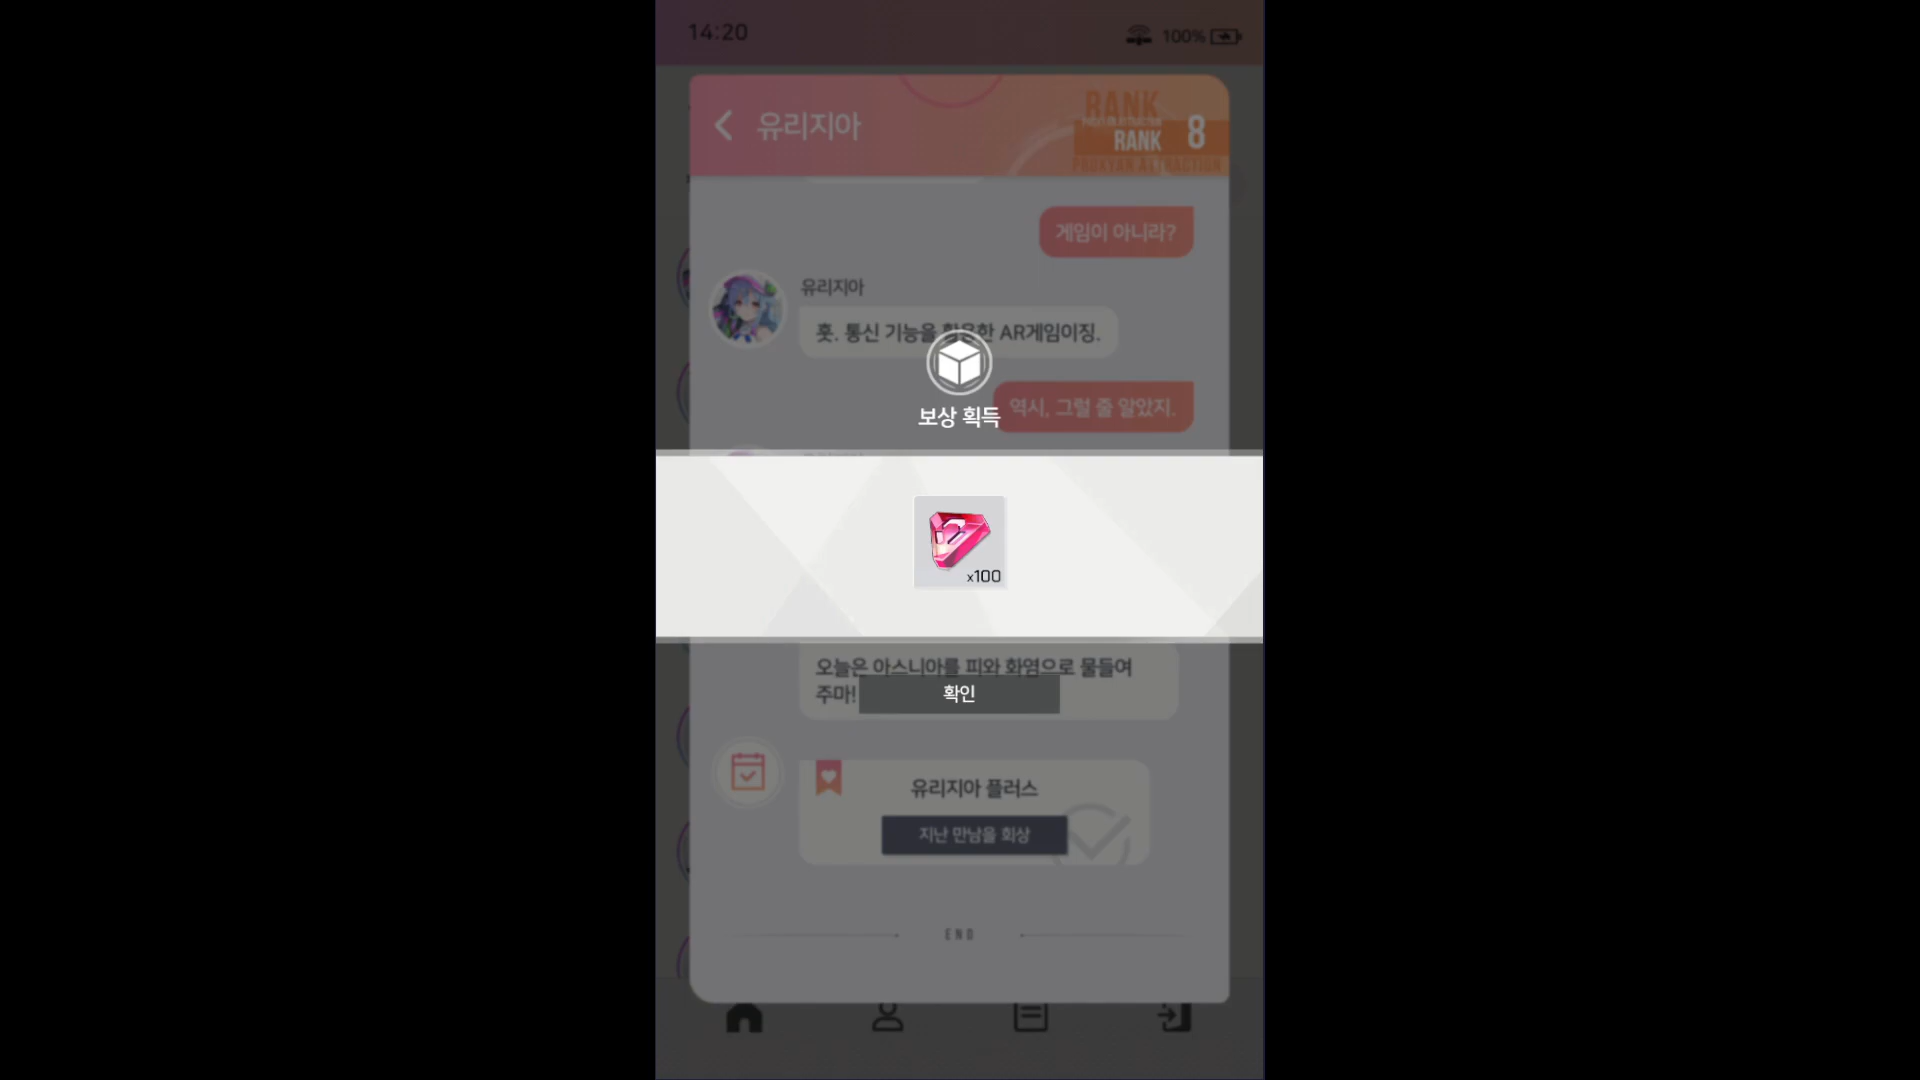 14:20
100%
유리지아
RANK
RANK
8
게임이 아니라?
유리지아
훗. 통신 기능을 활용한 AR게임이징.
보상 획득
역시, 그럴 줄 알았지.
x100
오늘은 아스니아를 피와 화염으로 물들여
주마!
확인
유리지아 플러스
지난 만남을 회상
END